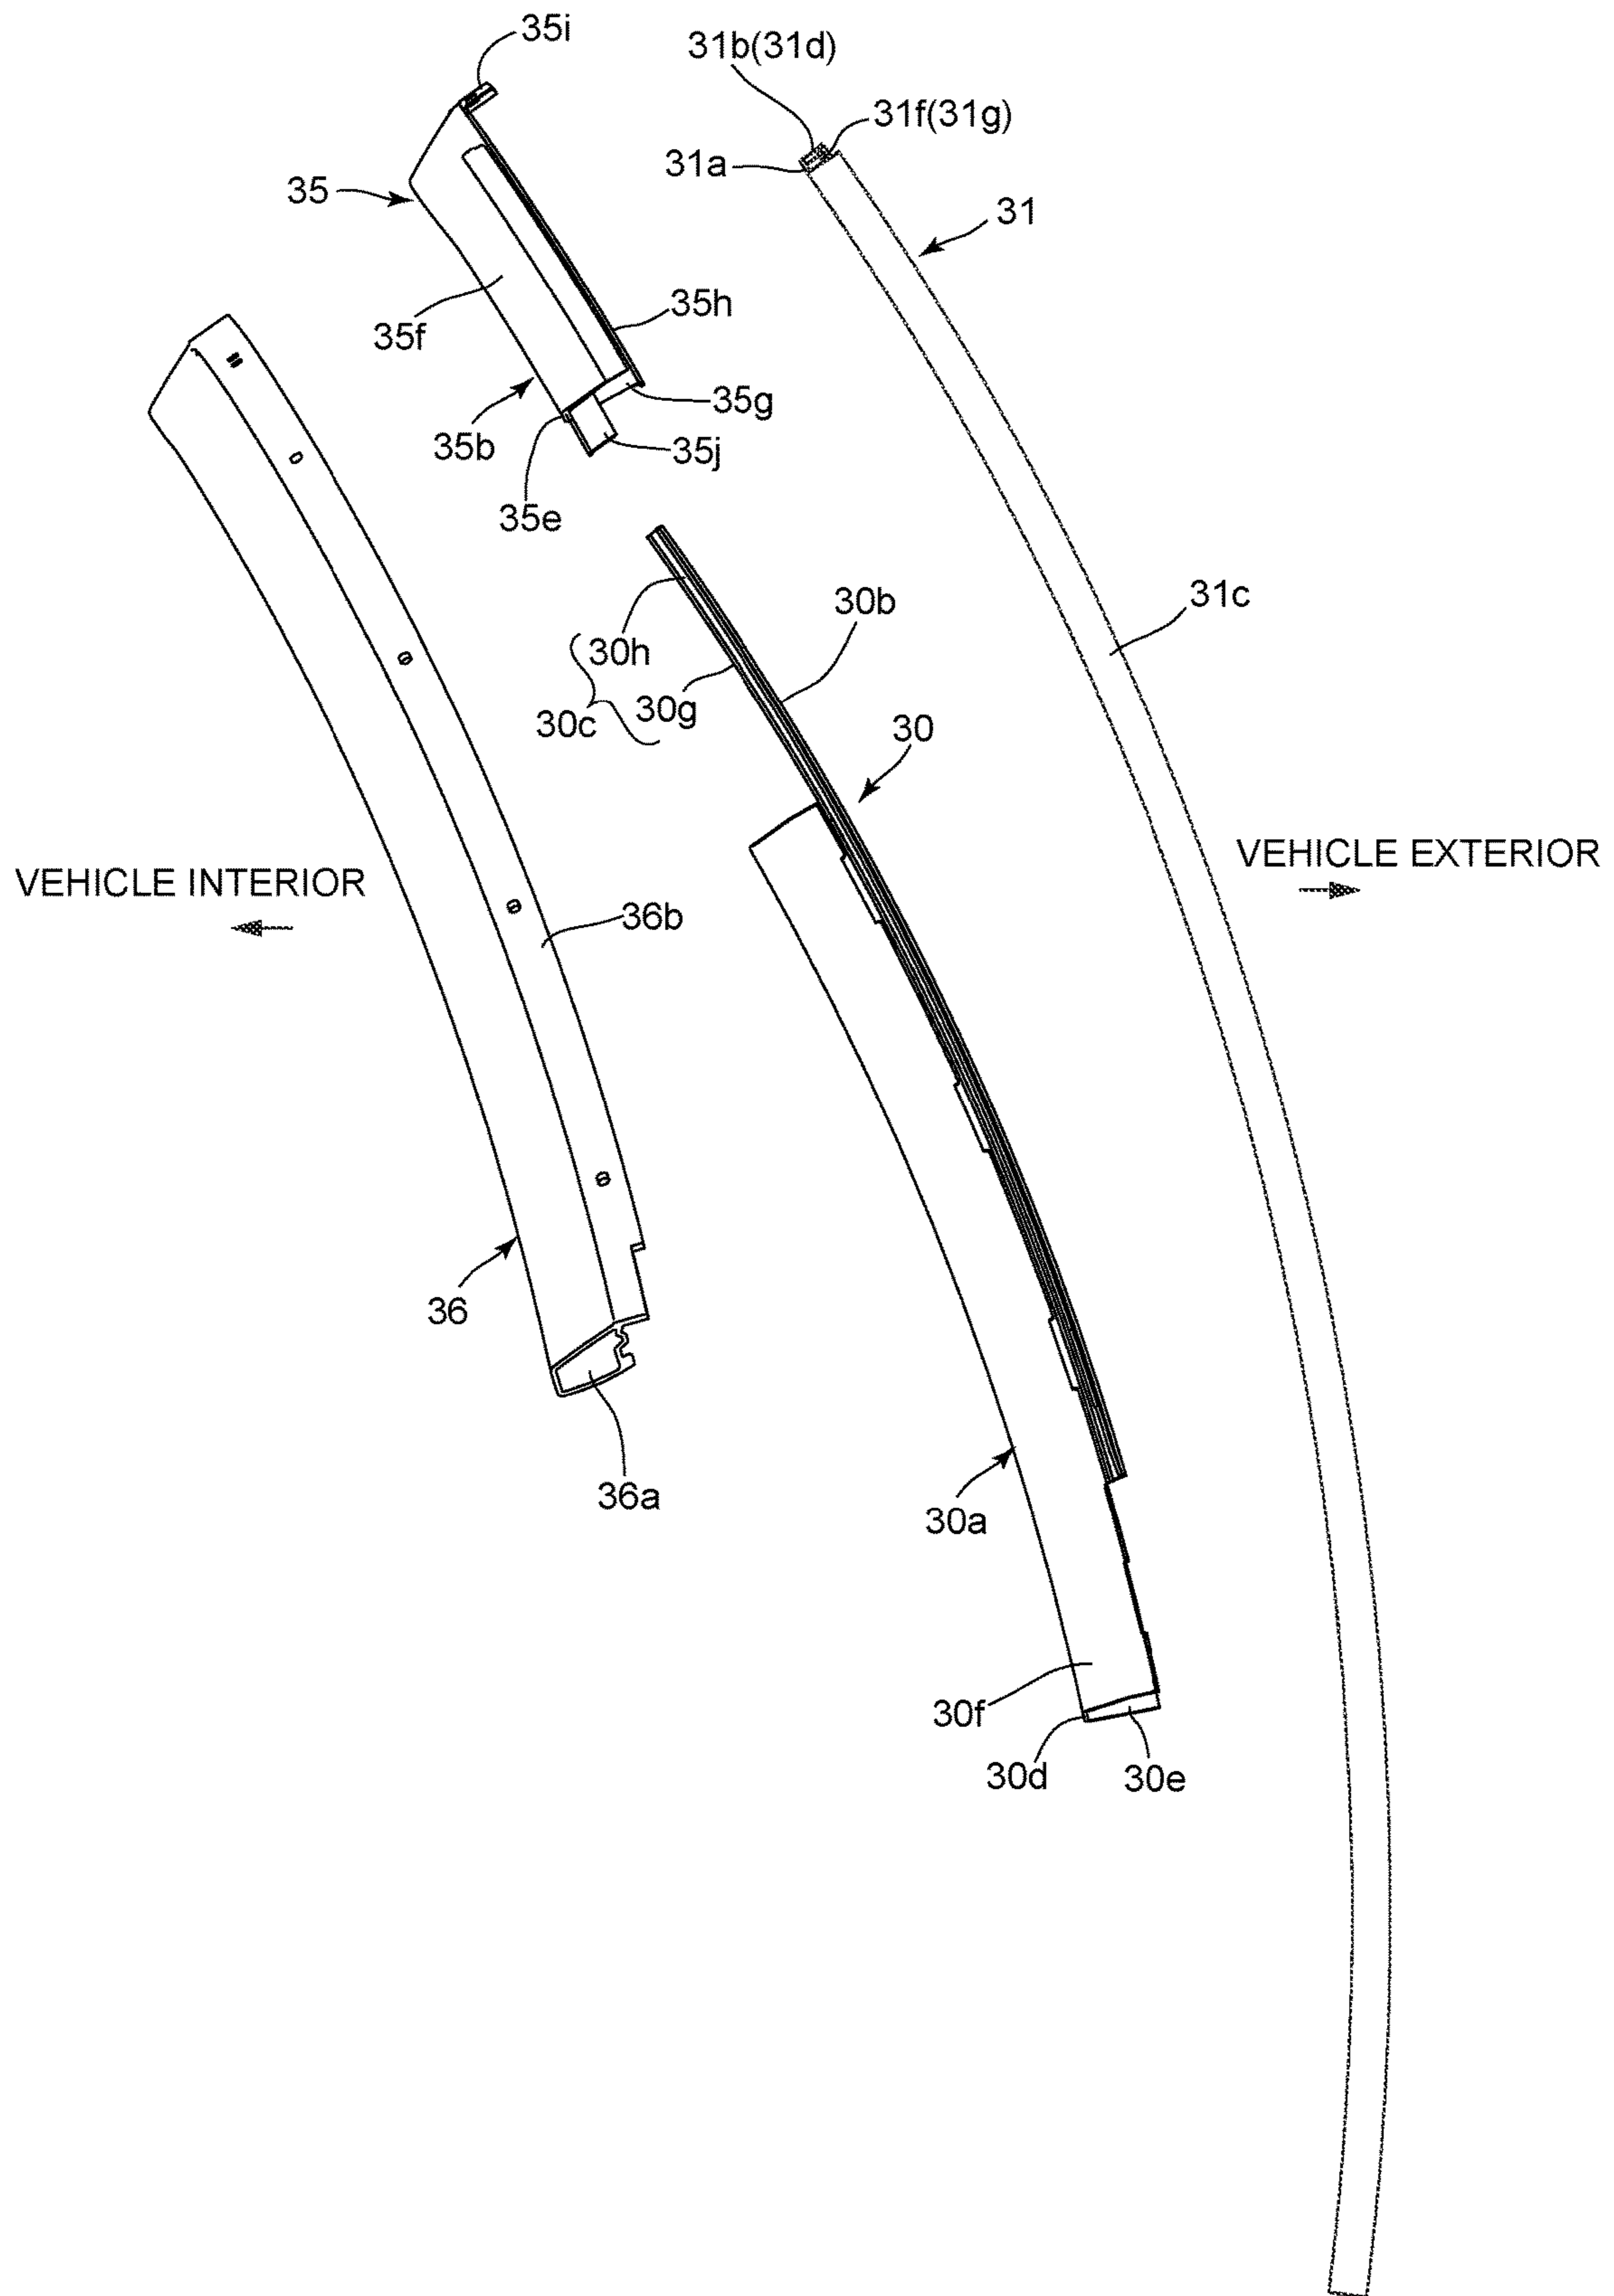 35i
31b(31d)
31f(31g)
31a
35
31
35h
35f
35g
35b
35j
35e
31c
30b
30h
30g
30c
30
VEHICLE EXTERIOR
VEHICLE INTERIOR
36b
36
36a
30a
30f
30d
30e